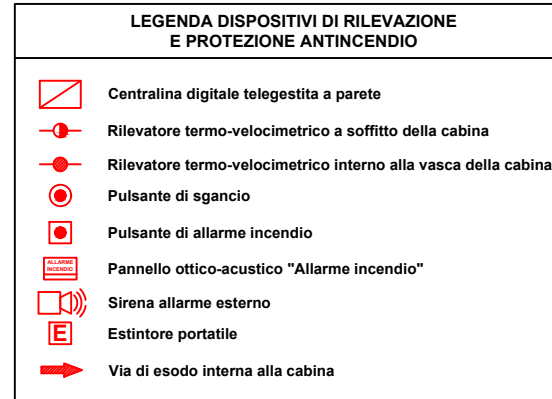 LEGENDA DISPOSITIVI DI RILEVAZIONE
E PROTEZIONE ANTINCENDIO
Centralina digitale telegestita a parete
Rilevatore termo-velocimetrico a soffitto della cabina
Rilevatore termo-velocimetrico interno alla vasca della cabina
Pulsante di sgancio
Pulsante di allarme incendio
ALLARME
INCENDIO
Pannello ottico-acustico "Allarme incendio"
Sirena allarme esterno
E
Estintore portatile
Via di esodo interna alla cabina